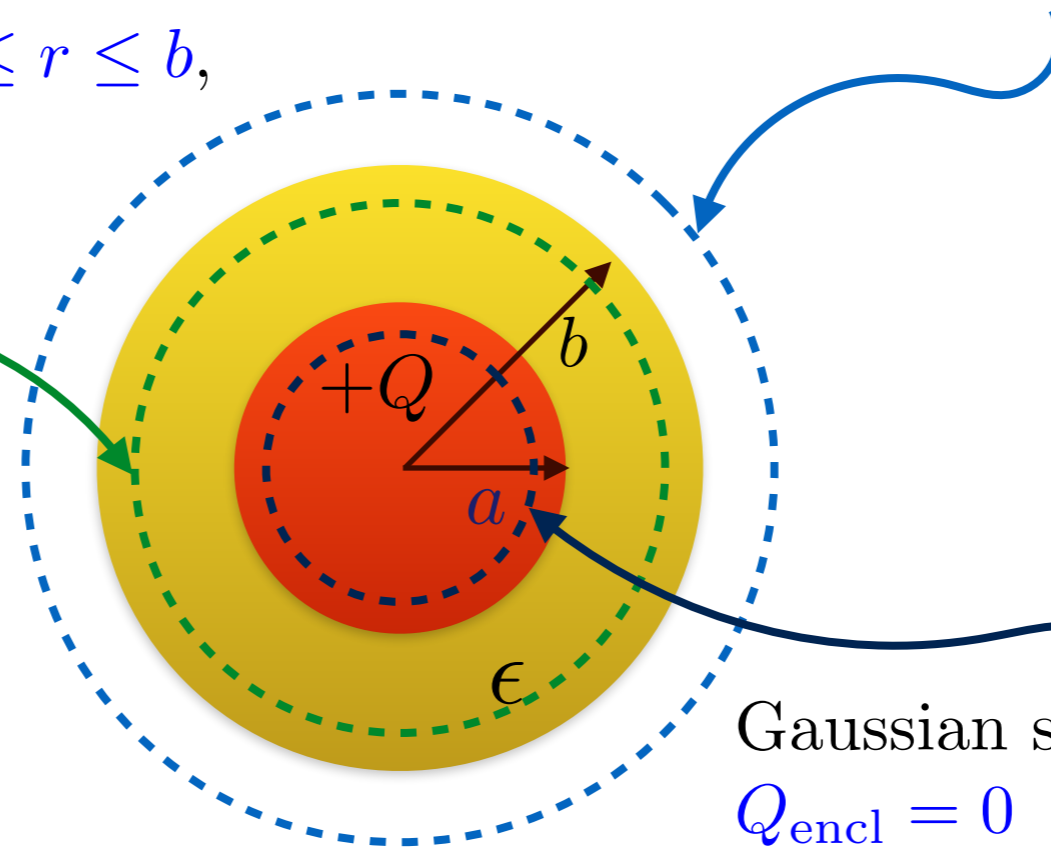 ≤ r ≤ b,
+Q
b
a
ϵ
Gaussian
Q_encl = 0